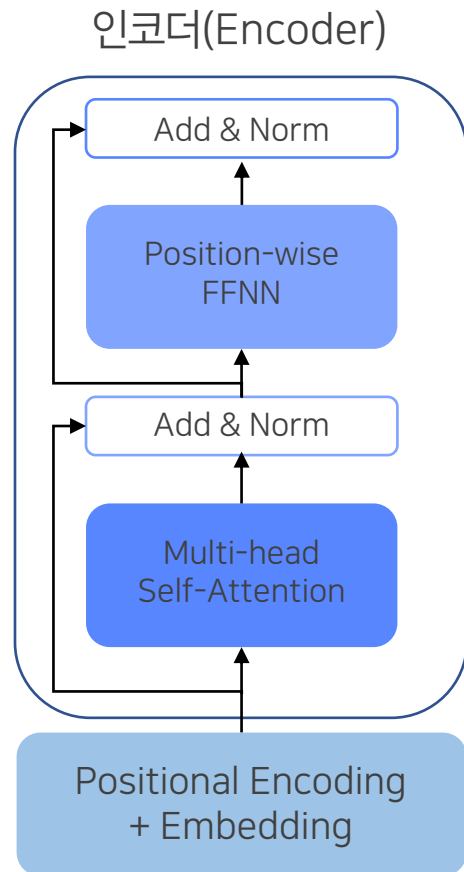 인코더(Encoder)
Add & Norm
Position-wise
FFNN
Add & Norm
Multi-head
Self-Attention
Positional Encoding
+ Embedding